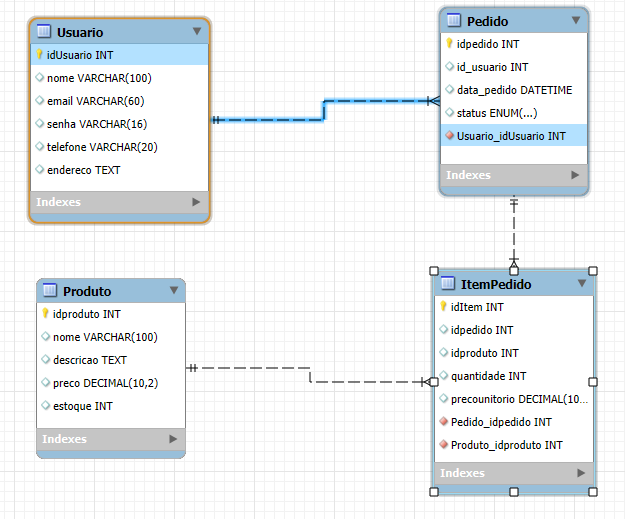 Usuario
idUsuario INT
nome VARCHAR(100)
email VARCHAR(60)
senha VARCHAR(16)
telefone VARCHAR(20)
endereco TEXT
Indexes
Pedido
idpedido INT
id_usuario INT
data_pedido DATETIME
status ENUM(...)
Usuario_idUsuario INT
Indexes
Produto
idproduto INT
nome VARCHAR(100)
descricao TEXT
preco DECIMAL(10,2)
estoque INT
Indexes
ItemPedido
idItem INT
idpedido INT
idproduto INT
quantidade INT
precounitorio DECIMAL(10...
Pedido_idpedido INT
Produto_idproduto INT
Indexes